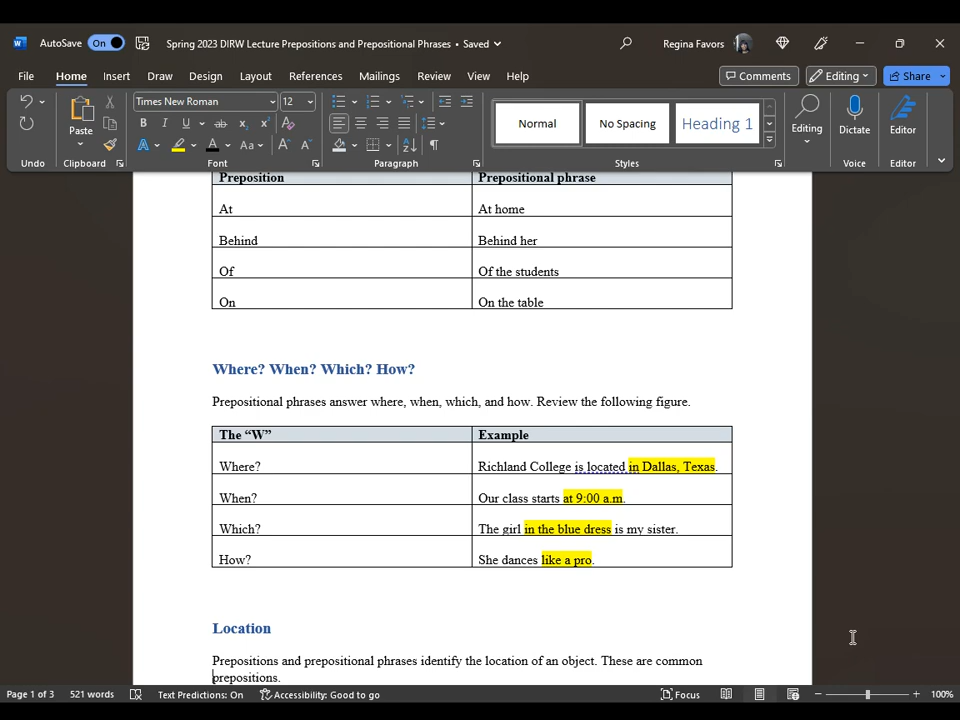 AutoSave On Spring 2023 DIRW Lecture Prepositions and Prepositional Phrases • Saved Regina Favors
File Home Insert Draw Design Layout References Mailings Review View Help Comments Editing Share
Times New Roman 12
Paste
Normal No Spacing Heading 1
Editing Dictate Editor
Undo Clipboard Font Paragraph Styles Voice Editor
Preposition Prepositional phrase
At At home
Behind Behind her
Of Of the students
On On the table
Where? When? Which? How?
Prepositional phrases answer where, when, which, and how. Review the following figure.
The “W” Example
Where? Richland College is located in Dallas, Texas.
When? Our class starts at 9:00 a.m.
Which? The girl in the blue dress is my sister.
How? She dances like a pro.
Location
Prepositions and prepositional phrases identify the location of an object. These are common
prepositions.
Page 1 of 3 521 words Text Predictions: On Accessibility: Good to go Focus 100%